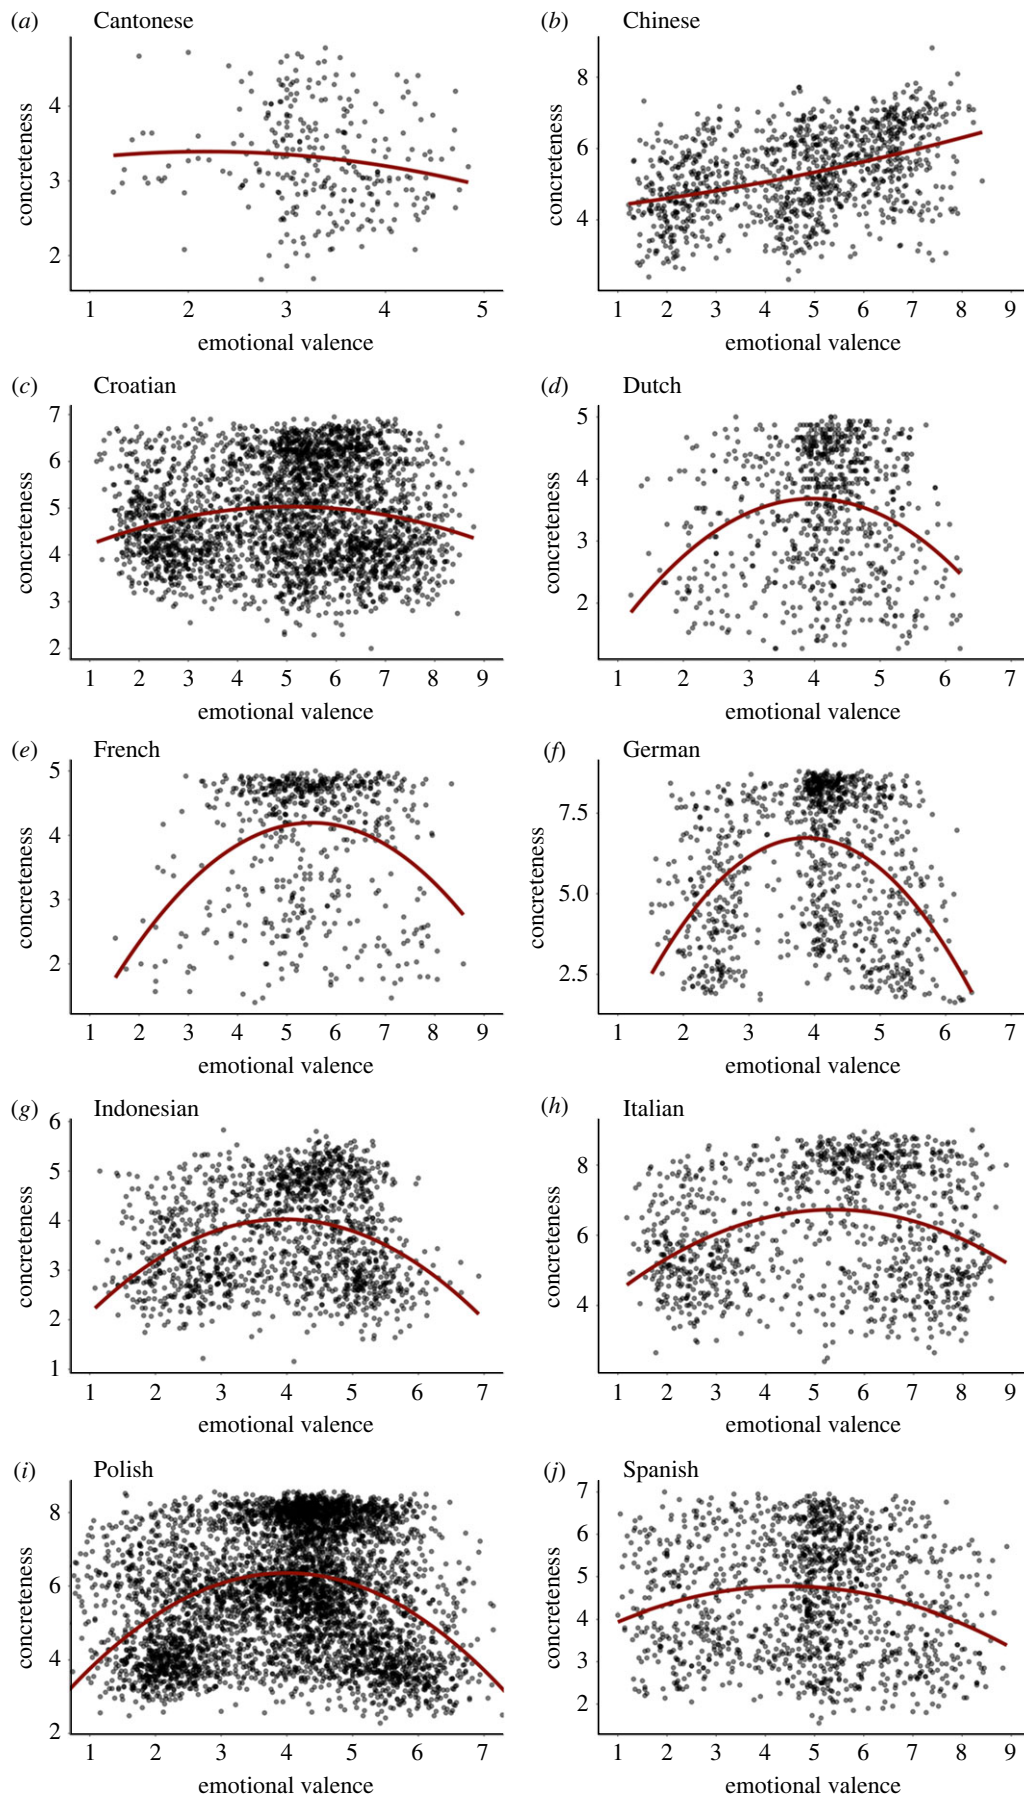 (a) Cantonese
concreteness
4
3
2
1 2 3 4 5
emotional valence
(b) Chinese
concreteness
8
6
4
1 2 3 4 5 6 7 8 9
emotional valence
(c) Croatian
concreteness
7
6
5
4
3
2
1 2 3 4 5 6 7 8 9
emotional valence
(d) Dutch
concreteness
5
4
3
2
1 2 3 4 5 6 7
emotional valence
(e) French
concreteness
5
4
3
2
1 2 3 4 5 6 7 8 9
emotional valence
(f) German
concreteness
7.5
5.0
2.5
1 2 3 4 5 6 7
emotional valence
(g) Indonesian
concreteness
6
5
4
3
2
1
1 2 3 4 5 6 7
emotional valence
(h) Italian
concreteness
8
6
4
1 2 3 4 5 6 7 8 9
emotional valence
(i) Polish
concreteness
8
6
4
2
1 2 3 4 5 6 7
emotional valence
(j) Spanish
concreteness
7
6
5
4
3
2
1 2 3 4 5 6 7 8 9
emotional valence